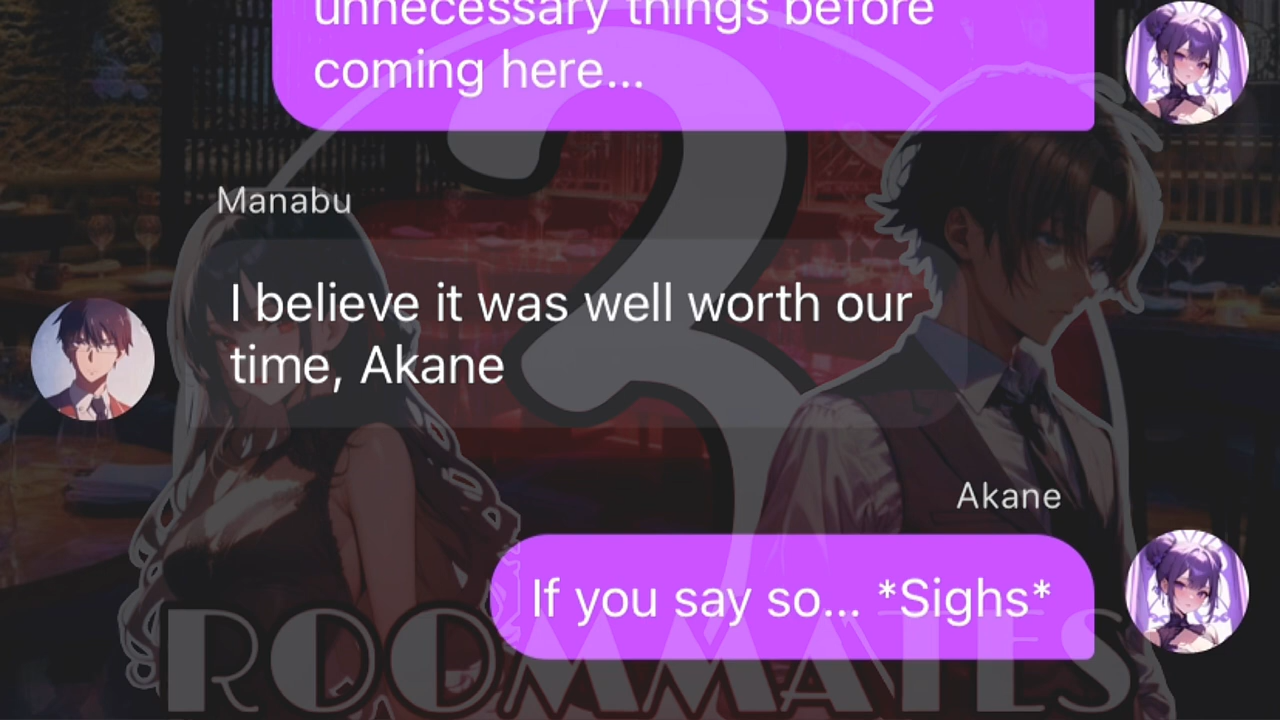 unnecessary things before
coming here...
Manabu
I believe it was well worth our
time, Akane
Akane
If you say so... *Sighs*
3
ROOMMATES